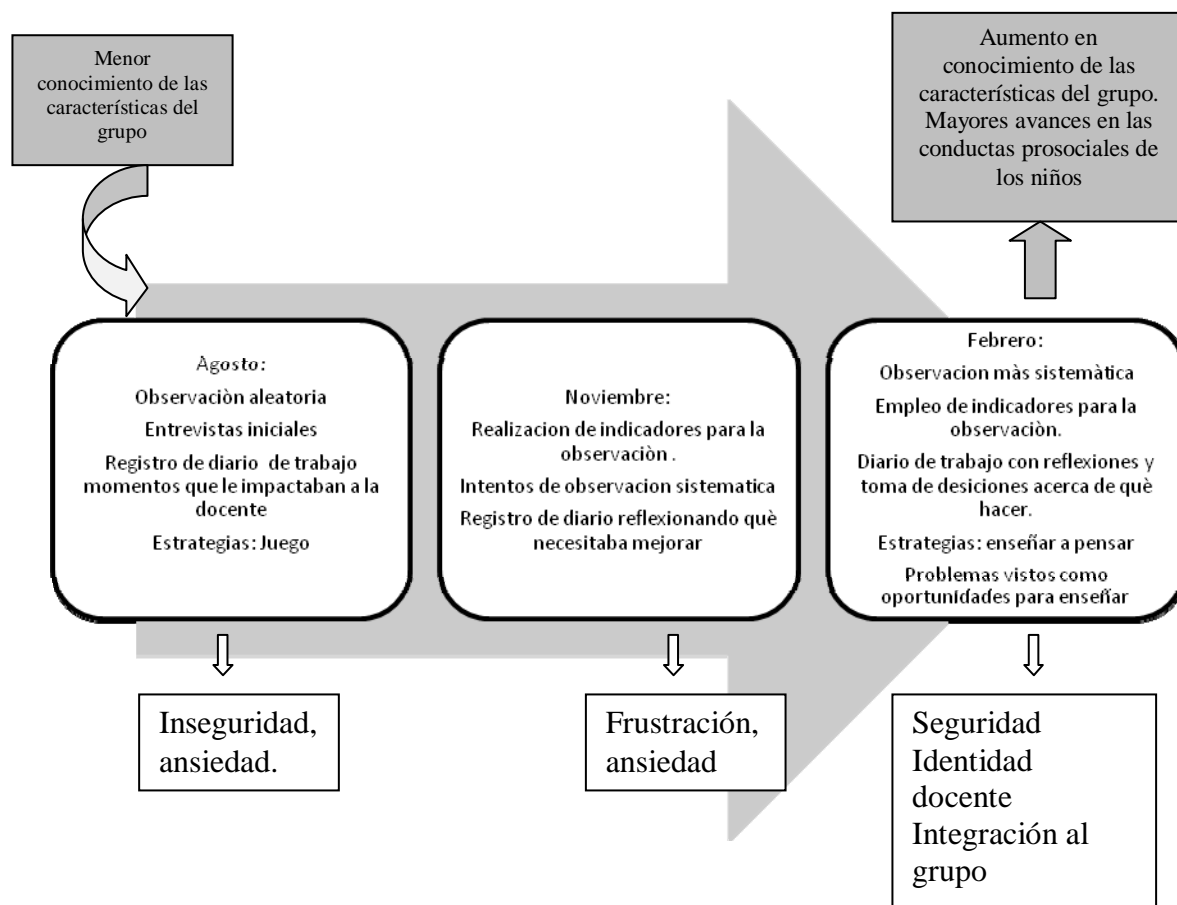 Menor
conocimiento de las
características del
grupo
Aumento en
conocimiento de las
características del grupo.
Mayores avances en las
conductas prosociales de
los niños
Agosto:
Observaciòn aleatoria
Entrevistas iniciales
Registro de diario de trabajo
momentos que le impactaban a la
docente
Estrategias: Juego
Noviembre:
Realizacion de indicadores para la
observaciòn .
Intentos de observacion sistematica
Registro de diario reflexionando què
necesitaba mejorar
Febrero:
Observacion màs sistemàtica
Empleo de indicadores para la
observaciòn.
Diario de trabajo con reflexiones y
toma de desiciones acerca de què
hacer.
Estrategias: enseñar a pensar
Problemas vistos como
oportunidades para enseñar
Inseguridad,
ansiedad.
Frustración,
ansiedad
Seguridad
Identidad
docente
Integración al
grupo